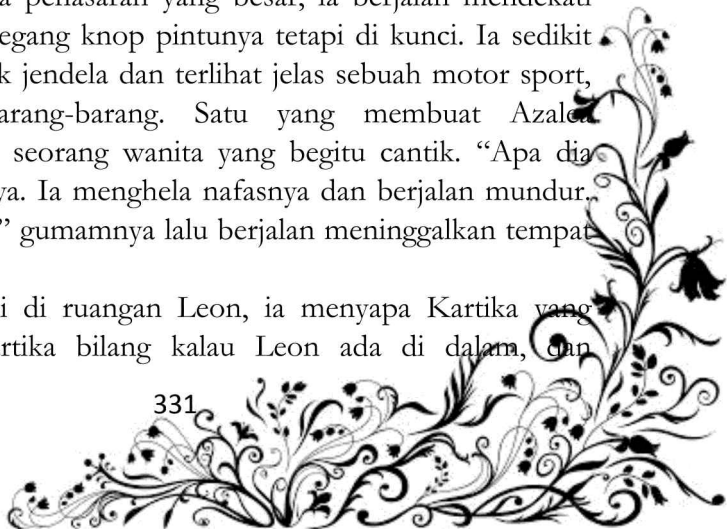 penasaran yang besar, ia berjalan mendekati
egang knop pintunya tetapi di kunci. Ia sedikit
k jendela dan terlihat jelas sebuah motor sport,
arang-barang. Satu yang membuat Azalea
seorang wanita yang begitu cantik. “Apa dia
ya. Ia menghela nafasnya dan berjalan mundur.
” gumamnya lalu berjalan meninggalkan tempat
i di ruangan Leon, ia menyapa Kartika yang
rtika bilang kalau Leon ada di dalam, dan
331